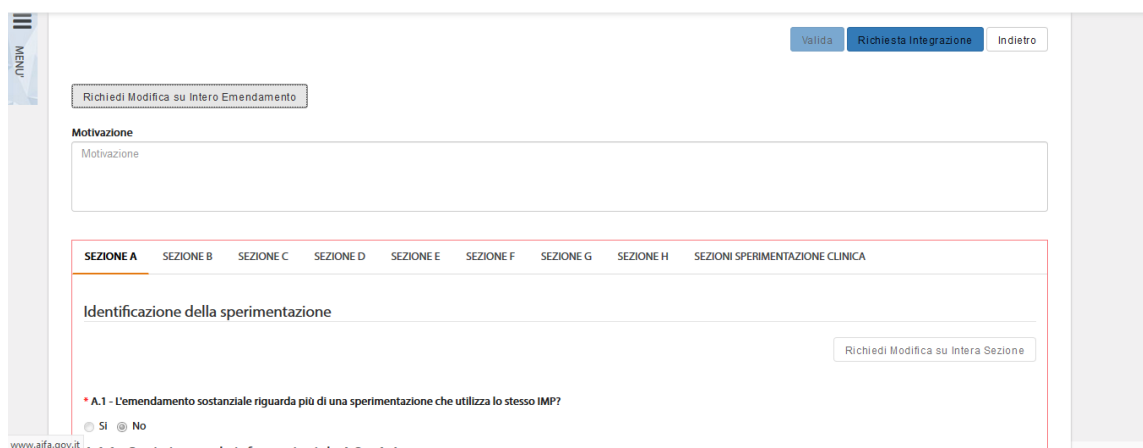 MENU'
Valida Richiesta Integrazione Indietro
Richiedi Modifica su Intero Emendamento
Motivazione
Motivazione
SEZIONE A SEZIONE B SEZIONE C SEZIONE D SEZIONE E SEZIONE F SEZIONE G SEZIONE H SEZIONI SPERIMENTAZIONE CLINICA
Identificazione della sperimentazione
Richiedi Modifica su Intera Sezione
* A.1 - L'emendamento sostanziale riguarda più di una sperimentazione che utilizza lo stesso IMP?
Si No
www.aifa.gov.it